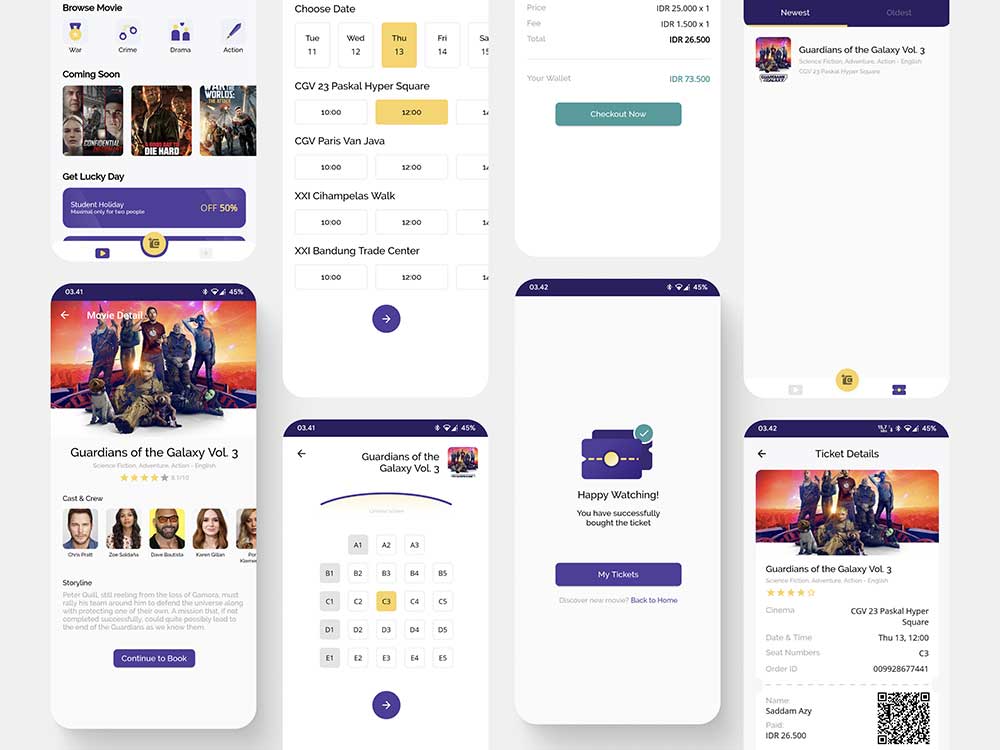 Browse Movie
War
Crime
Drama
Action
Coming Soon
CONFIDENTIAL
A GOOD DAY TO
DIE HARD
WAR OF THE
WORLDS:
THE ATTACK
Get Lucky Day
Student Holiday
Maximal only for two people
OFF 50%
03.41
45%
Movie Detail
Guardians of the Galaxy Vol. 3
Science Fiction, Adventure, Action - English
8.1/10
Cast & Crew
Chris Pratt
Zoe Saldaña
Dave Bautista
Karen Gillan
Pom
Klemen
Storyline
Peter Quill, still reeling from the loss of Gamora, must
rally his team around him to defend the universe along
with protecting one of their own. A mission that, if not
completed successfully, could quite possibly lead to
the end of the Guardians as we know them.
Continue to Book
Choose Date
Tue
11
Wed
12
Thu
13
Fri
14
Sa
15
CGV 23 Paskal Hyper Square
10:00
12:00
CGV Paris Van Java
10:00
12:00
14
XXI Cihampelas Walk
10:00
12:00
14
XXI Bandung Trade Center
10:00
12:00
14
03.41
45%
Guardians of the
Galaxy Vol. 3
Cinema Screen
A1 A2 A3
B1 B2 B3 B4 B5
C1 C2 C3 C4 C5
D1 D2 D3 D4 D5
E1 E2 E3 E4 E5
Price
IDR 25.000 x 1
Fee
IDR 1.500 x 1
Total
IDR 26.500
Your Wallet
IDR 73.500
Checkout Now
03.42
45%
Happy Watching!
You have successfully
bought the ticket
My Tickets
Discover new movie? Back to Home
Newest
Oldest
GUARDIANS
GALAXY
Guardians of the Galaxy Vol. 3
Science Fiction, Adventure, Action - English
CGV 23 Paskal Hyper Square
03.42
45%
Ticket Details
Guardians of the Galaxy Vol. 3
Science Fiction, Adventure, Action - English
Cinema
CGV 23 Paskal Hyper
Square
Date & Time
Thu 13, 12:00
Seat Numbers
C3
Order ID
009928677441
Name:
Saddam Azy
Paid:
IDR 26.500